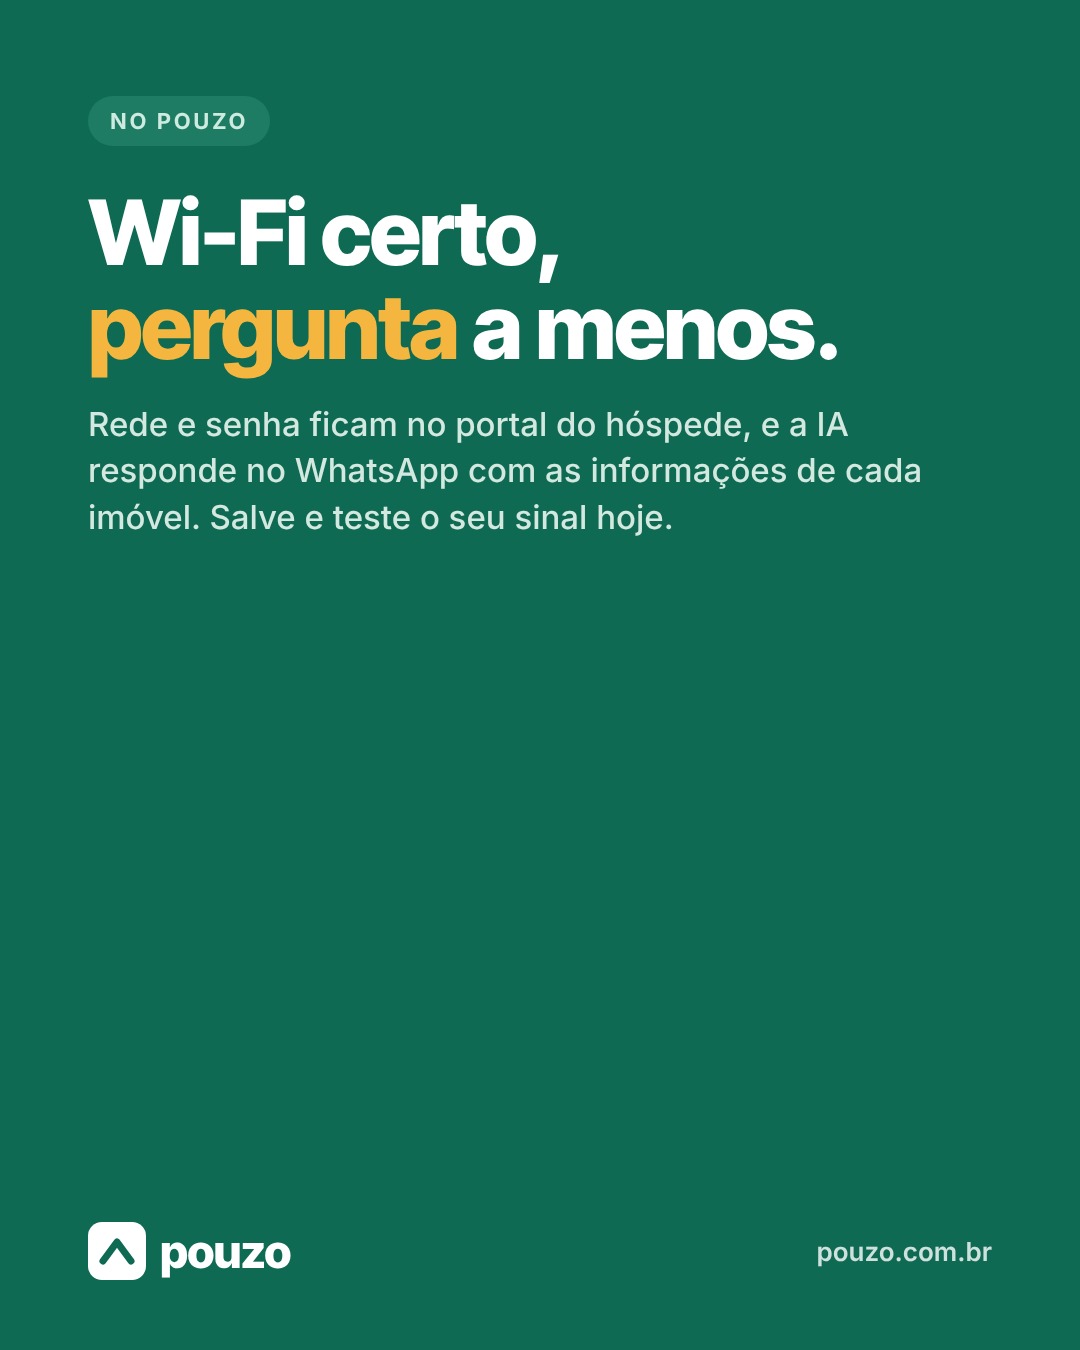 NO POUZO
Wi-Fi certo,
pergunta a menos.
Rede e senha ficam no portal do hóspede, e a IA
responde no WhatsApp com as informações de cada
imóvel. Salve e teste o seu sinal hoje.
pouzo
pouzo.com.br